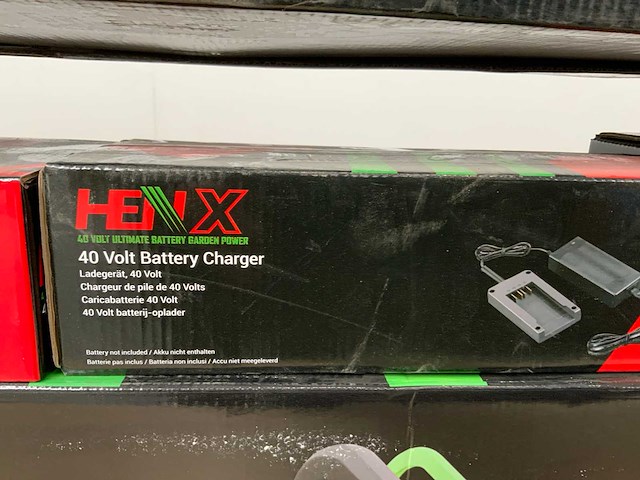 HENX
40 VOLT ULTIMATE BATTERY GARDEN POWER
40 Volt Battery Charger
Ladegerät, 40 Volt
Chargeur de pile de 40 Volts
Caricabatterie 40 Volt
40 Volt batterij-oplader
Battery not included / Akku nicht enthalten
Batterie pas inclus / Batteria non inclusi / Accu niet meegeleverd